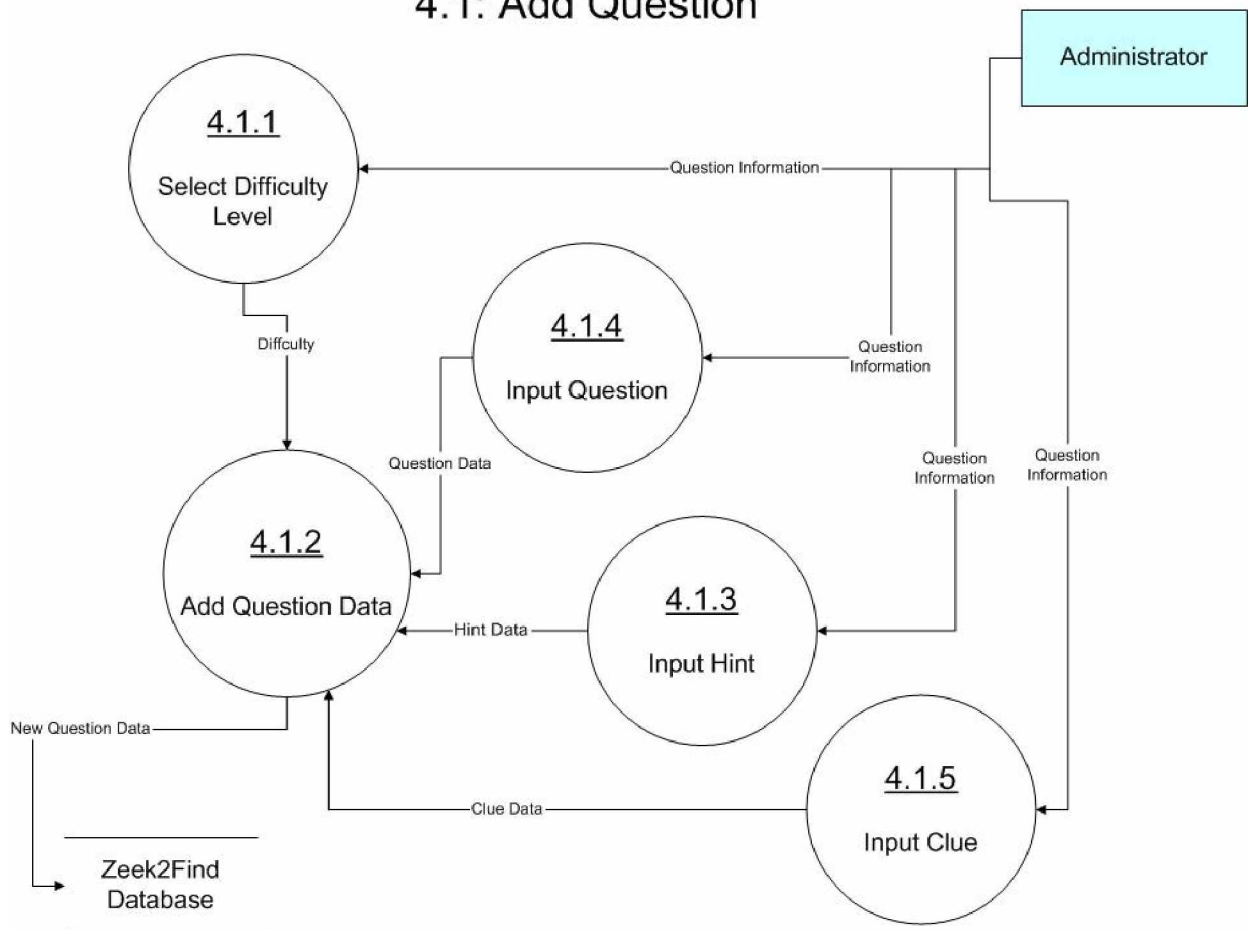 4.1: Add Question
Administrator
4.1.1
Select Difficulty
Level
Question Information
Diffculty
4.1.4
Input Question
Question
Information
Question Data
Question
Information
Question
Information
4.1.2
Add Question Data
4.1.3
Input Hint
Hint Data
New Question Data
4.1.5
Input Clue
Clue Data
Zeek2Find
Database